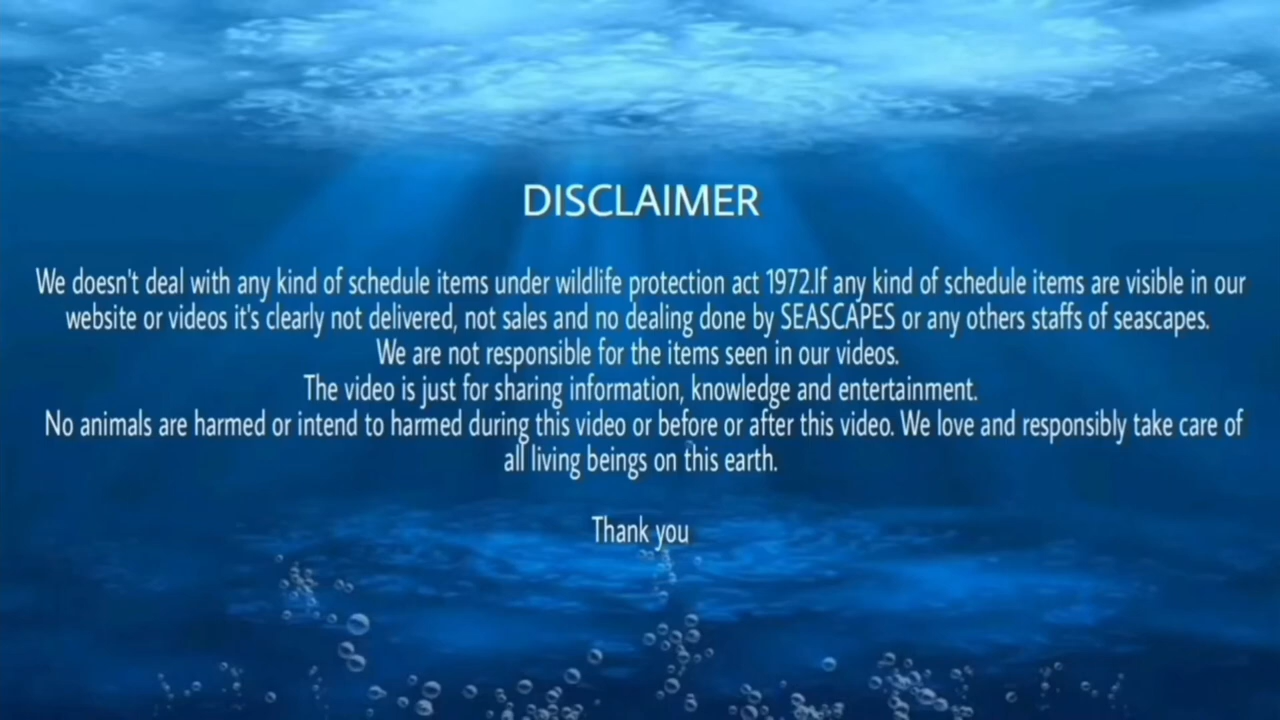 DISCLAIMER
We doesn't deal with any kind of schedule items under wildlife protection act 1972.If any kind of schedule items are visible in our
website or videos it's clearly not delivered, not sales and no dealing done by SEASCAPES or any others staffs of seascapes.
We are not responsible for the items seen in our videos.
The video is just for sharing information, knowledge and entertainment.
No animals are harmed or intend to harmed during this video or before or after this video. We love and responsibly take care of
all living beings on this earth.
Thank you